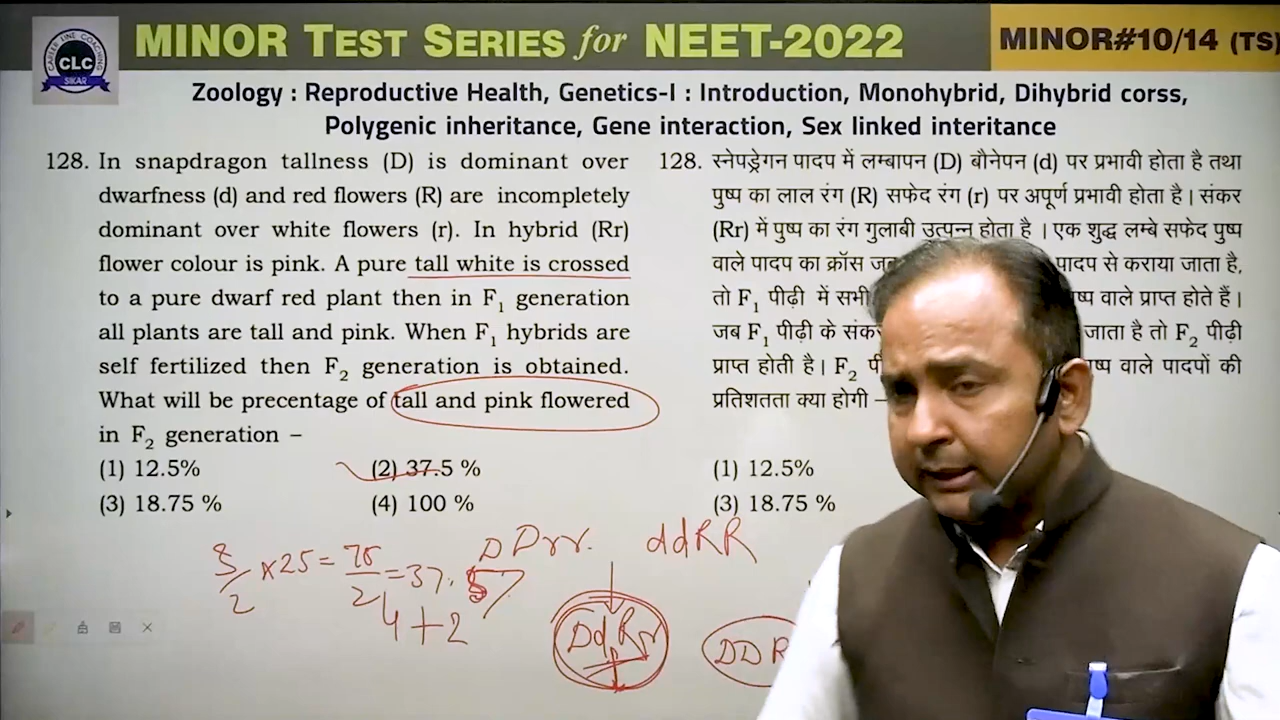 CAREER LINE COACHING
CLC
SIKAR
MINOR TEST SERIES for NEET-2022
MINOR#10/14 (TS)
Zoology : Reproductive Health, Genetics-I : Introduction, Monohybrid, Dihybrid corss,
Polygenic inheritance, Gene interaction, Sex linked interitance
128. In snapdragon tallness (D) is dominant over
dwarfness (d) and red flowers (R) are incompletely
dominant over white flowers (r). In hybrid (Rr)
flower colour is pink. A pure tall white is crossed
to a pure dwarf red plant then in F₁ generation
all plants are tall and pink. When F₁ hybrids are
self fertilized then F₂ generation is obtained.
What will be precentage of tall and pink flowered
in F₂ generation –
(1) 12.5%
(2) 37.5 %
(3) 18.75 %
(4) 100 %
128. स्नेपड्रेगन पादप में लम्बापन (D) बौनेपन (d) पर प्रभावी होता है तथा
पुष्प का लाल रंग (R) सफेद रंग (r) पर अपूर्ण प्रभावी होता है। संकर
(Rr) में पुष्प का रंग गुलाबी उत्पन्न होता है । एक शुद्ध लम्बे सफेद पुष्प
वाले पादप का क्रॉस पादप से कराया जाता है,
तो F₁ पीढ़ी में सभी वाले प्राप्त होते हैं।
जब F₁ पीढ़ी के जाता है तो F₂ पीढ़ी
प्राप्त होती है। F₂ वाले पादपों की
प्रतिशतता क्या होगी –
(1) 12.5%
(3) 18.75 %
DDrr. ddRR
×25= =37.
4+2
DdRr
DDR